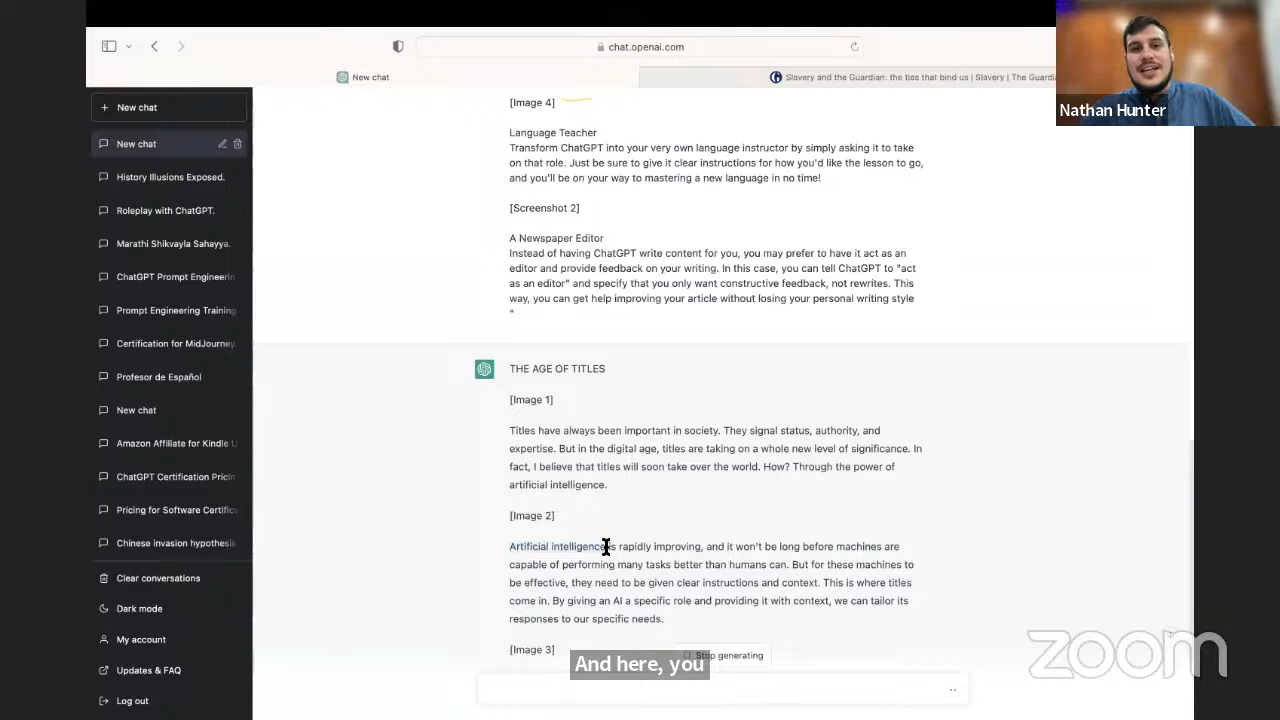 chat.openai.com
New chat
Slavery and the Guardian: the ties that bind us | Slavery | The Guardia
Nathan Hunter
+ New chat
New chat
History Illusions Exposed.
Roleplay with ChatGPT.
Marathi Shikvayla Sahayya.
ChatGPT Prompt Engineerin
Prompt Engineering Training
Certification for MidJourney
Profesor de Español
New chat
Amazon Affiliate for Kindle U
ChatGPT Certification Pricin
Pricing for Software Certific
Chinese invasion hypothesis
Clear conversations
Dark mode
My account
Updates & FAQ
Log out
[Image 4]
Language Teacher
Transform ChatGPT into your very own language instructor by simply asking it to take
on that role. Just be sure to give it clear instructions for how you'd like the lesson to go,
and you'll be on your way to mastering a new language in no time!
[Screenshot 2]
A Newspaper Editor
Instead of having ChatGPT write content for you, you may prefer to have it act as an
editor and provide feedback on your writing. In this case, you can tell ChatGPT to "act
as an editor" and specify that you only want constructive feedback, not rewrites. This
way, you can get help improving your article without losing your personal writing style
"
THE AGE OF TITLES
[Image 1]
Titles have always been important in society. They signal status, authority, and
expertise. But in the digital age, titles are taking on a whole new level of significance. In
fact, I believe that titles will soon take over the world. How? Through the power of
artificial intelligence.
[Image 2]
Artificial intelligence is rapidly improving, and it won't be long before machines are
capable of performing many tasks better than humans can. But for these machines to
be effective, they need to be given clear instructions and context. This is where titles
come in. By giving an AI a specific role and providing it with context, we can tailor its
responses to our specific needs.
[Image 3]
Stop generating
And here, you
zoom